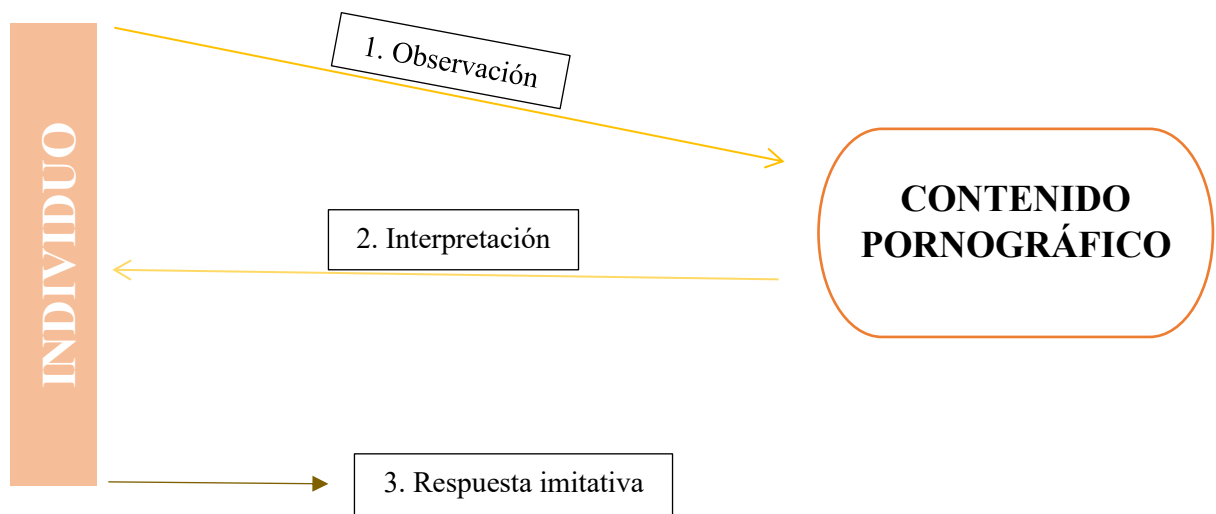 1. Observación
INDIVIDUO
CONTENIDO
PORNOGRÁFICO
2. Interpretación
3. Respuesta imitativa